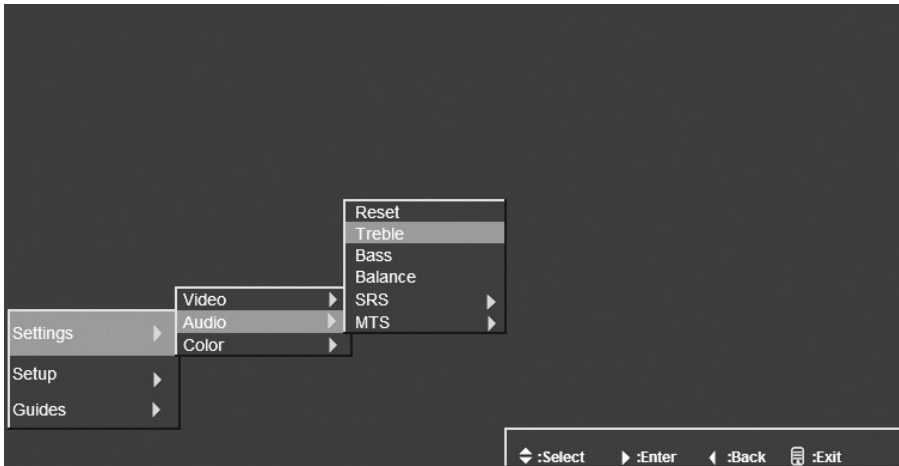 Reset
Treble
Bass
Balance
SRS
MTS
Video
Audio
Color
Settings
Setup
Guides
:Select :Enter :Back :Exit